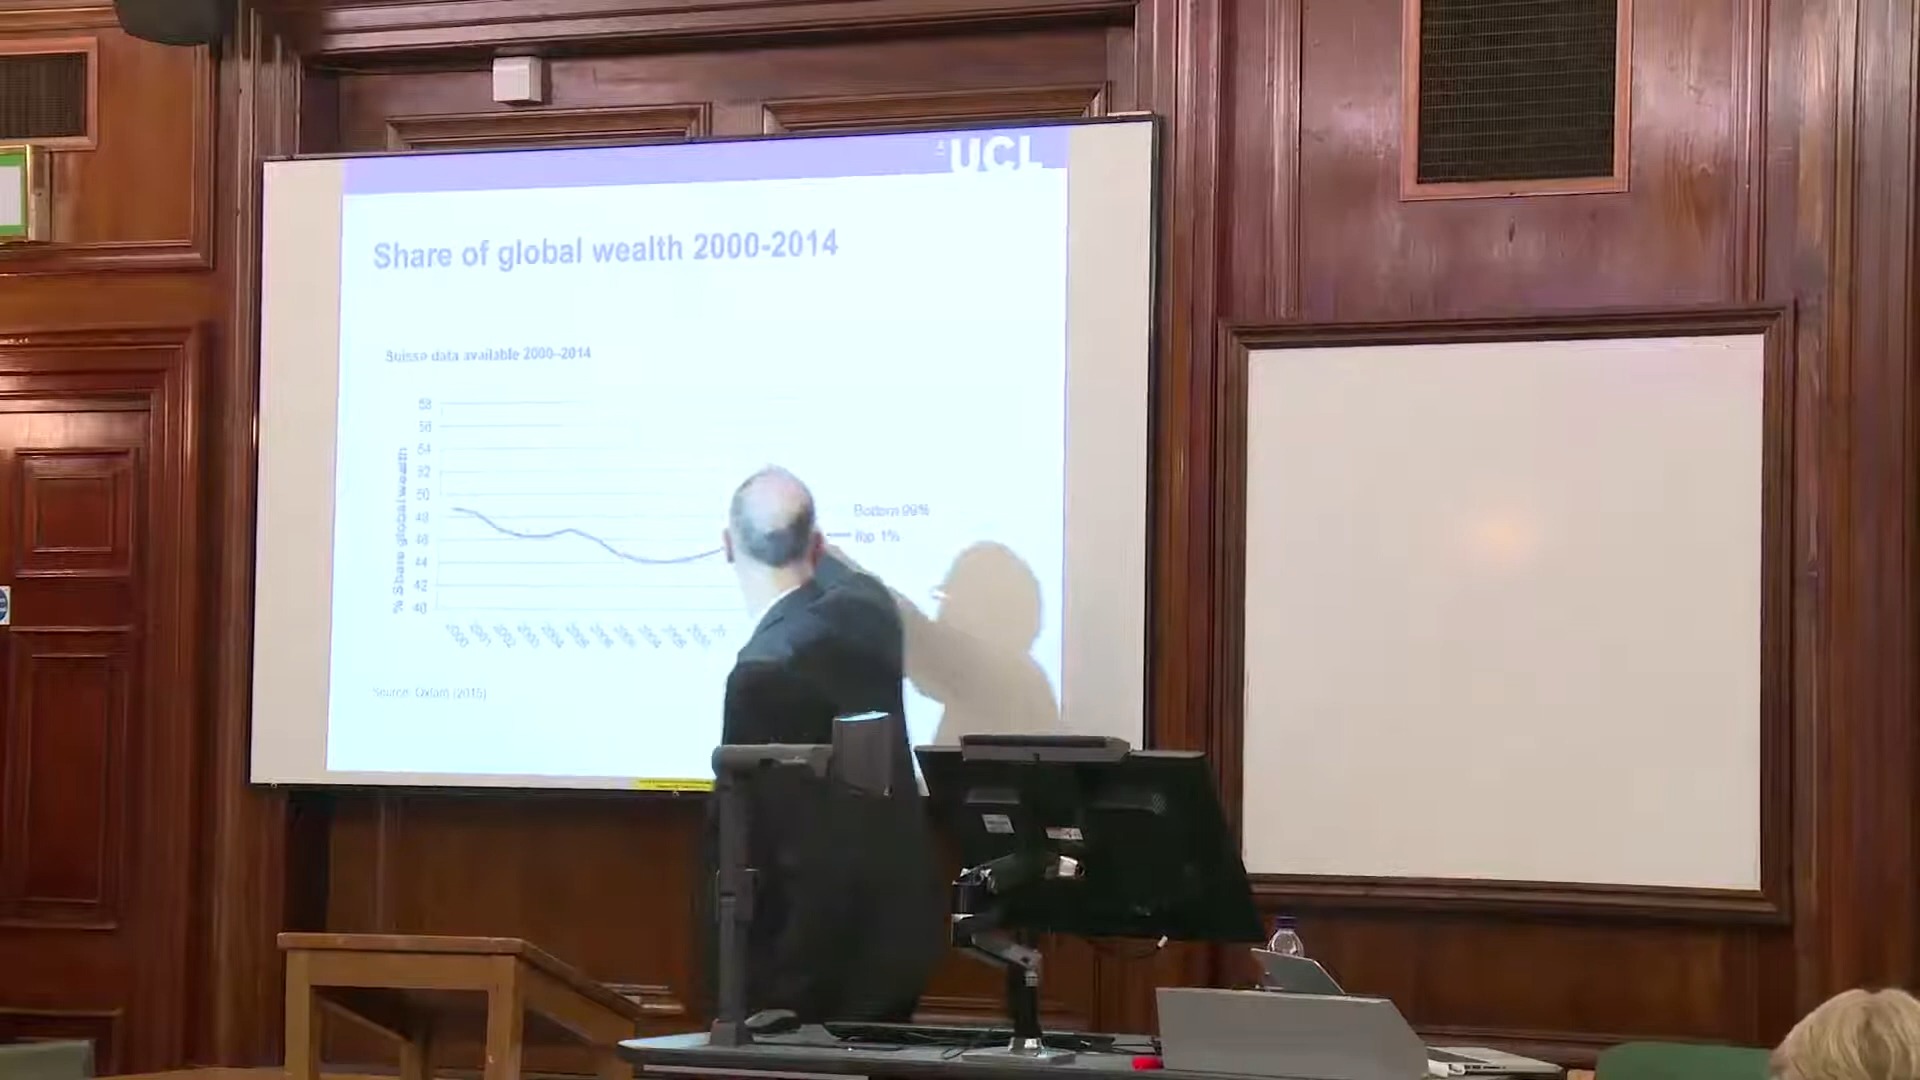 UCL
Share of global wealth 2000-2014
Suisse data available 2000–2014
58
56
54
52
50
48
46
44
42
40
% Share global wealth
Bottom 99%
Top 1%
Source: Oxfam (2015)